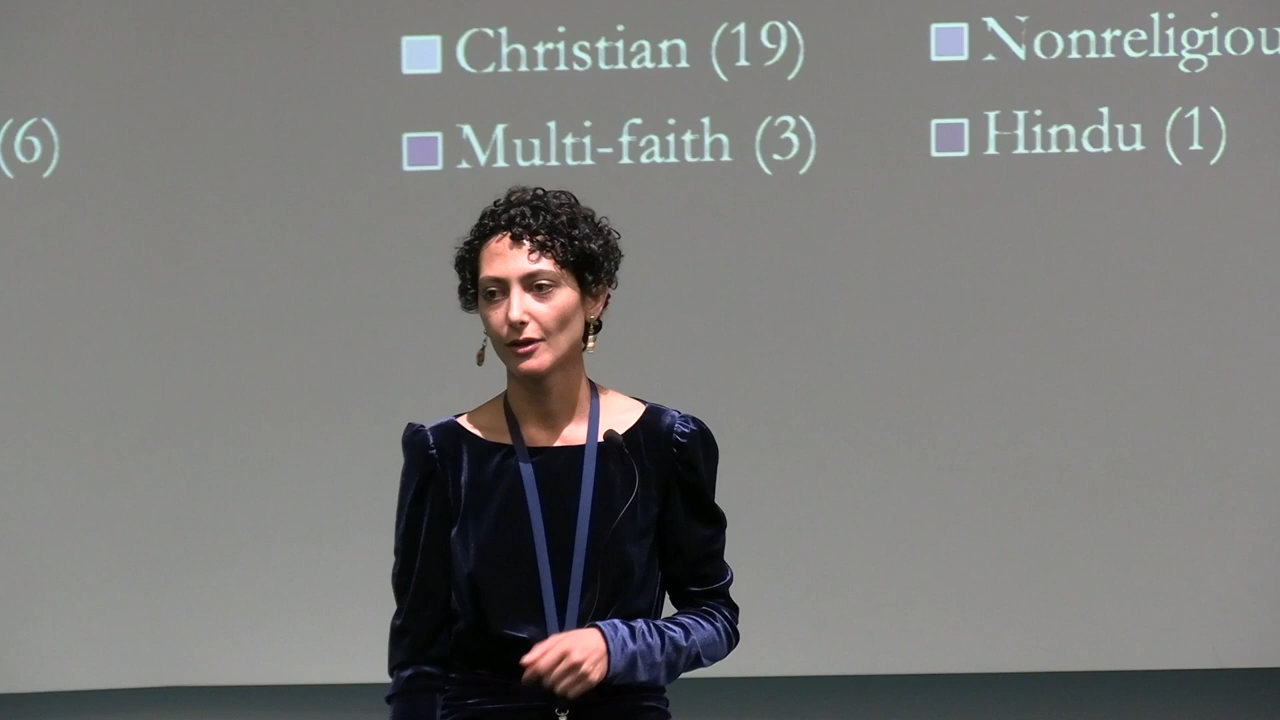 Christian (19) Nonreligiou
(6) Multi-faith (3) Hindu (1)